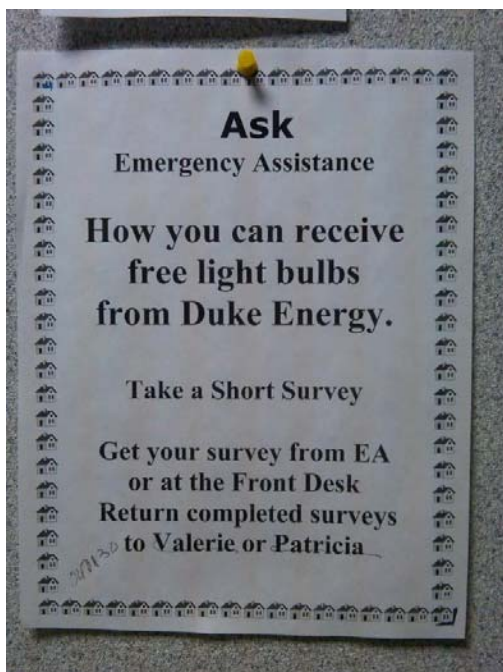 Ask
Emergency Assistance
How you can receive
free light bulbs
from Duke Energy.
Take a Short Survey
Get your survey from EA
or at the Front Desk
Return completed surveys
to Valerie or Patricia